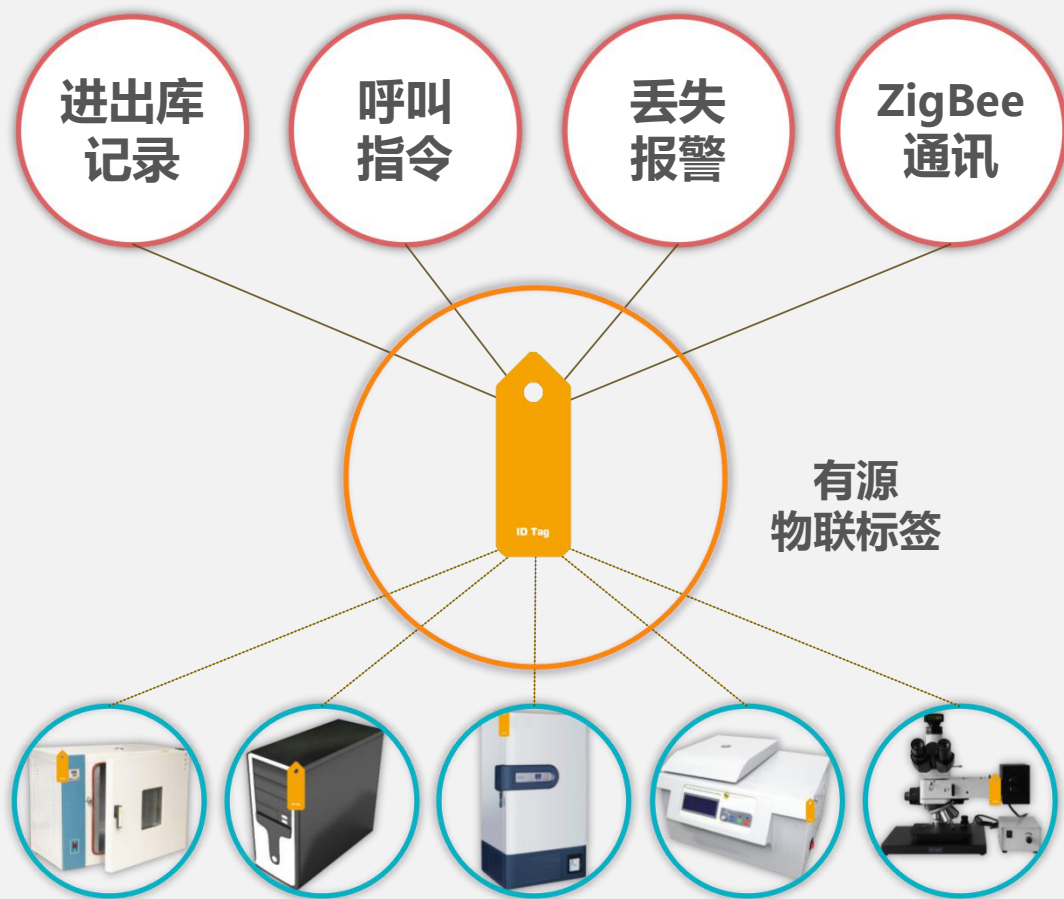 进出库
记录
呼叫
指令
丢失
报警
ZigBee
通讯
ID Tag
有源
物联标签